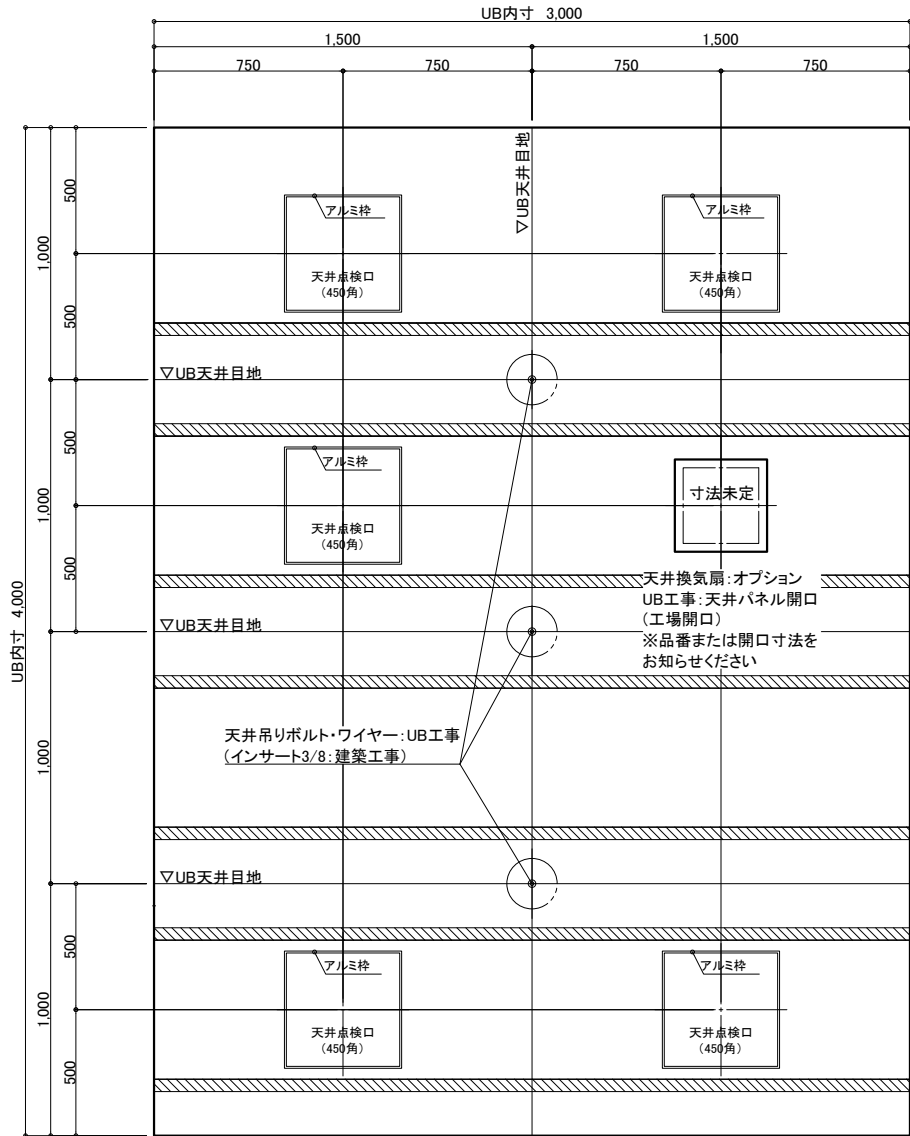 UB内寸 3,000
1,500
1,500
750
750
750
750
UB内寸 4,000
1,000
1,000
1,000
1,000
500
500
500
500
500
500
▽UB天井目地
アルミ枠
天井点検口
(450角)
アルミ枠
天井点検口
(450角)
▽UB天井目地
アルミ枠
天井点検口
(450角)
寸法未定
天井換気扇:オプション
UB工事:天井パネル開口
(工場開口)
※品番または開口寸法を
お知らせください
▽UB天井目地
天井吊りボルト・ワイヤー:UB工事
(インサート3/8:建築工事)
▽UB天井目地
アルミ枠
天井点検口
(450角)
アルミ枠
天井点検口
(450角)